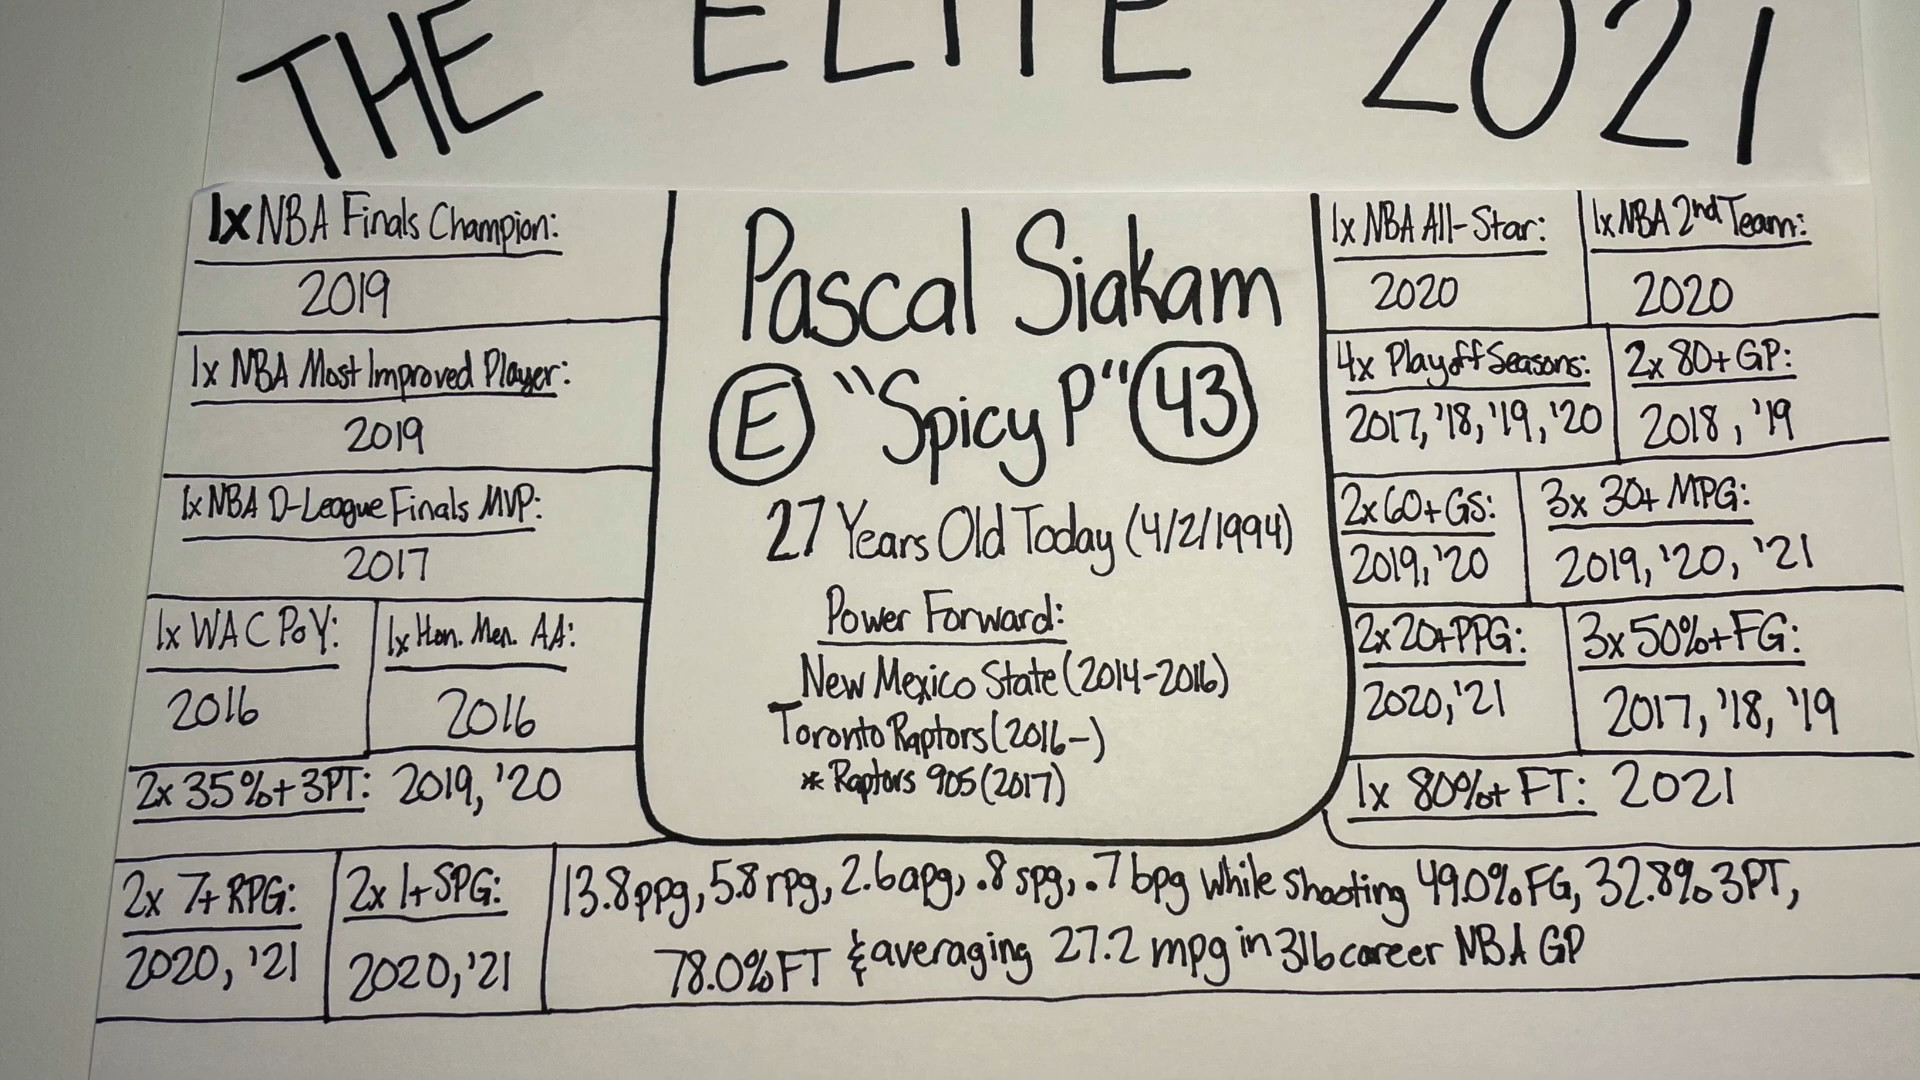 THE ELITE 2021
1x NBA Finals Champion:
2019
1x NBA Most Improved Player:
2019
1x NBA D-League Finals MVP:
2017
1x WAC PoY:
2016
1x Hon. Men. AA:
2016
2x 35%+ 3PT: 2019, '20
Pascal Siakam
E "Spicy P" 43
27 Years Old Today (4/2/1994)
Power Forward:
New Mexico State (2014-2016)
Toronto Raptors (2016-)
* Raptors 905 (2017)
1x NBA All-Star:
2020
1x NBA 2nd Team:
2020
4x Playoff Seasons:
2017, '18, '19, '20
2x 80+ GP:
2018, '19
2x 60+ GS:
2019, '20
3x 30+ MPG:
2019, '20, '21
2x 20+ PPG:
2020, '21
3x 50%+ FG:
2017, '18, '19
1x 80%+ FT: 2021
2x 7+ RPG:
2020, '21
2x 1+ SPG:
2020, '21
13.8 ppg, 5.8 rpg, 2.6 apg, .8 spg, .7 bpg while shooting 49.0% FG, 32.8% 3PT,
78.0% FT & averaging 27.2 mpg in 316 career NBA GP